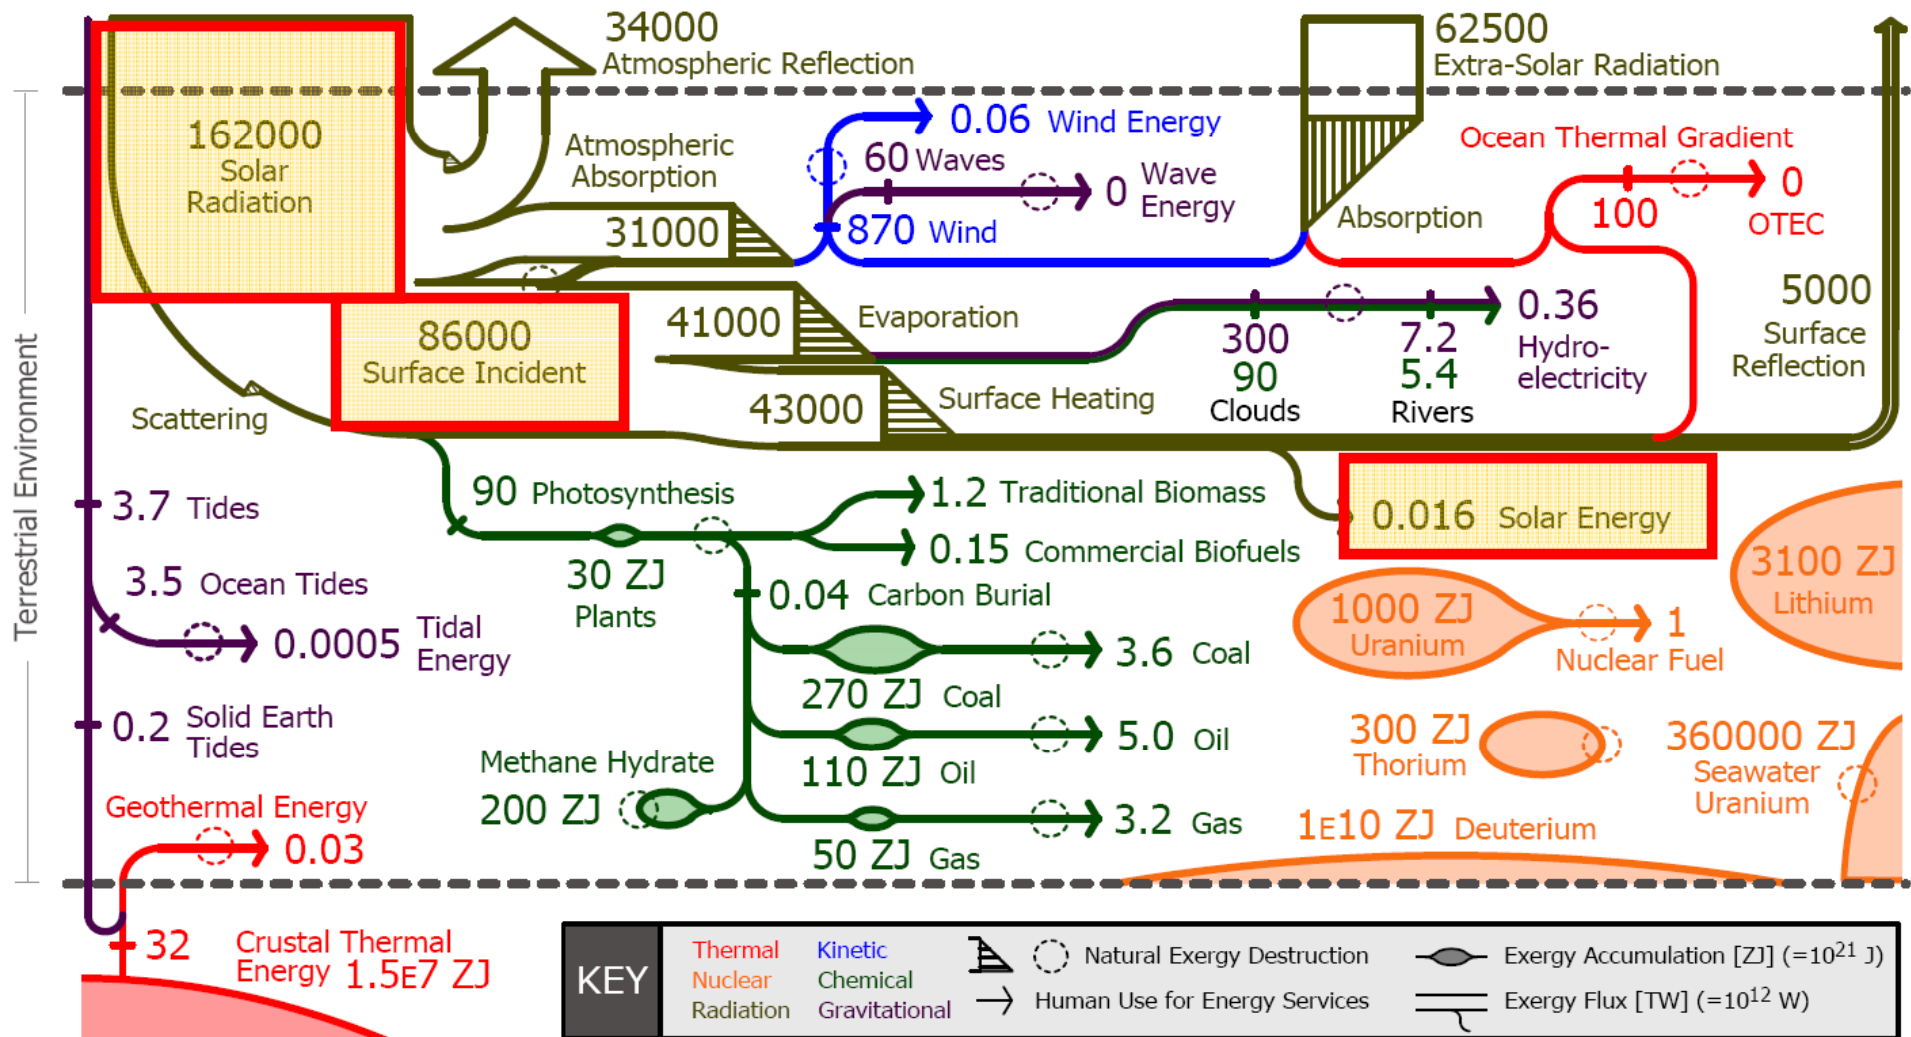 34000
Atmospheric Reflection
62500
Extra-Solar Radiation
162000
Solar
Radiation
Atmospheric
Absorption
31000
0.06 Wind Energy
60 Waves
0 Wave
Energy
870 Wind
Absorption
Ocean Thermal Gradient
100
0
OTEC
86000
Surface Incident
41000
Evaporation
43000
Surface Heating
300
90
Clouds
7.2
5.4
Rivers
0.36
Hydro-
electricity
5000
Surface
Reflection
Scattering
Terrestrial Environment
3.7 Tides
3.5 Ocean Tides
0.0005 Tidal
Energy
0.2 Solid Earth
Tides
Geothermal Energy
0.03
32
Crustal Thermal
Energy 1.5E7 ZJ
90 Photosynthesis
30 ZJ
Plants
1.2 Traditional Biomass
0.15 Commercial Biofuels
0.04 Carbon Burial
3.6 Coal
270 ZJ Coal
5.0 Oil
110 ZJ Oil
Methane Hydrate
200 ZJ
3.2 Gas
50 ZJ Gas
0.016 Solar Energy
3100 ZJ
Lithium
1000 ZJ
Uranium
1
Nuclear Fuel
300 ZJ
Thorium
360000 ZJ
Seawater
Uranium
1E10 ZJ Deuterium
KEY
Thermal Kinetic
Nuclear Chemical
Radiation Gravitational
Natural Exergy Destruction
Human Use for Energy Services
Exergy Accumulation [ZJ] (=10²¹ J)
Exergy Flux [TW] (=10¹² W)